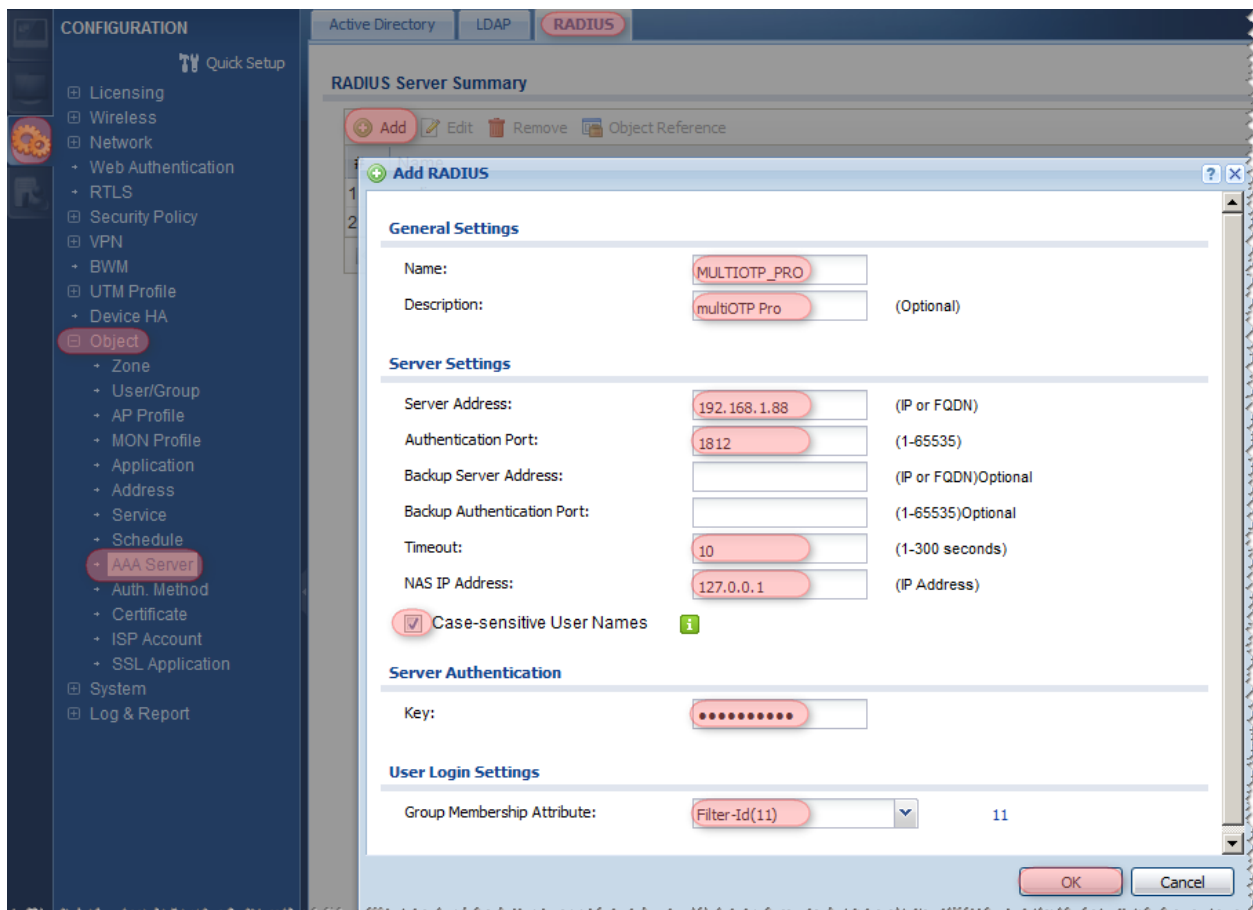 CONFIGURATION
Quick Setup
Licensing
Wireless
Network
Web Authentication
RTLS
Security Policy
VPN
BWM
UTM Profile
Device HA
Object
Zone
User/Group
AP Profile
MON Profile
Application
Address
Service
Schedule
AAA Server
Auth. Method
Certificate
ISP Account
SSL Application
System
Log & Report
Active Directory LDAP RADIUS
RADIUS Server Summary
Add Edit Remove Object Reference
# Name
1
2
Add RADIUS
General Settings
Name: MULTIOTP_PRO
Description: multiOTP Pro (Optional)
Server Settings
Server Address: 192.168.1.88 (IP or FQDN)
Authentication Port: 1812 (1-65535)
Backup Server Address: (IP or FQDN)Optional
Backup Authentication Port: (1-65535)Optional
Timeout: 10 (1-300 seconds)
NAS IP Address: 127.0.0.1 (IP Address)
Case-sensitive User Names
Server Authentication
Key: ●●●●●●●●●●
User Login Settings
Group Membership Attribute: Filter-Id(11) 11
OK Cancel